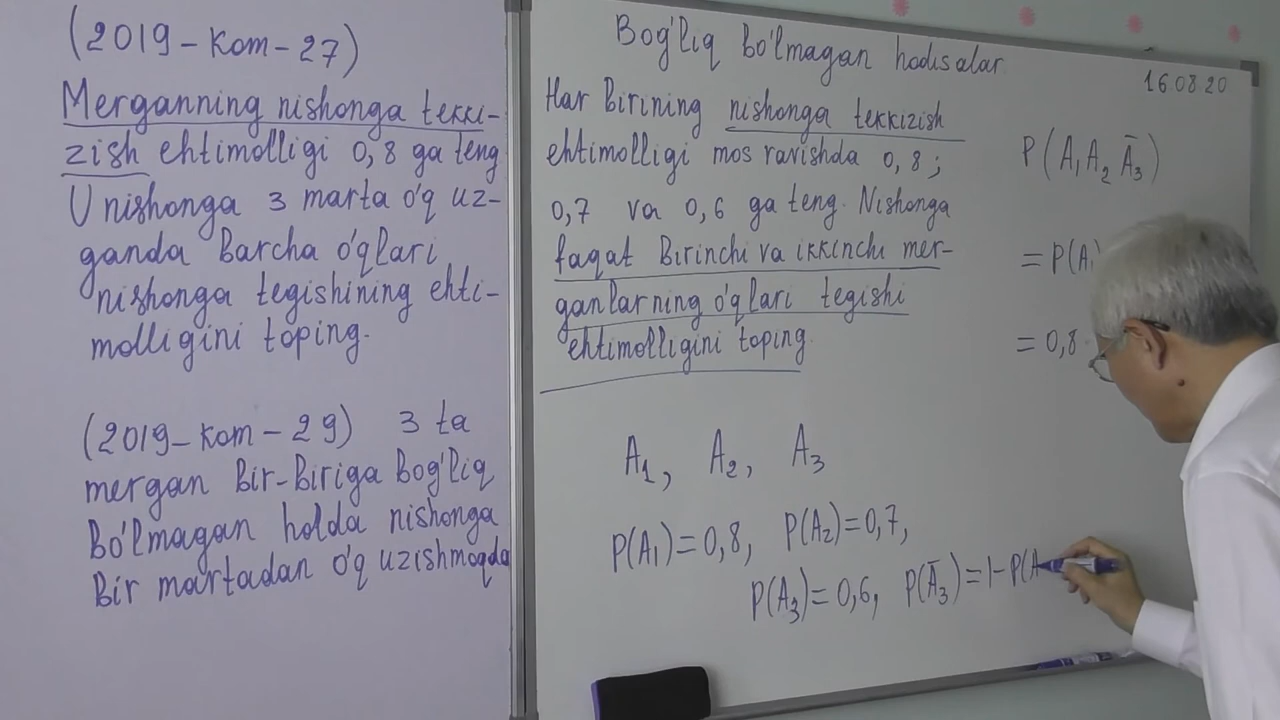 (2019-kom-27)
Merganning nishonga tekki-
zish ehtimolligi 0,8 ga teng
U nishonga 3 marta o'q uz-
ganda barcha o'qlari
nishonga tegishining ehti-
molligini toping.
(2019-kom-29) 3 ta
mergan bir-biriga bog'liq
bo'lmagan holda nishonga
bir martadan o'q uzishmoqda
Bog'liq bo'lmagan hodisalar
16.08.20
Har birining nishonga tekkizish
ehtimolligi mos ravishda 0,8;
0,7 va 0,6 ga teng. Nishonga
faqat birinchi va ikkinchi mer-
ganlarning o'qlari tegishi
ehtimolligini toping
A₁, A₂, A₃
P(A₁)=0,8, P(A₂)=0,7,
P(A₃)=0,6, P(Ā₃)=1-P(A
P(A₁A₂Ā₃)
=P(A₁)
=0,8